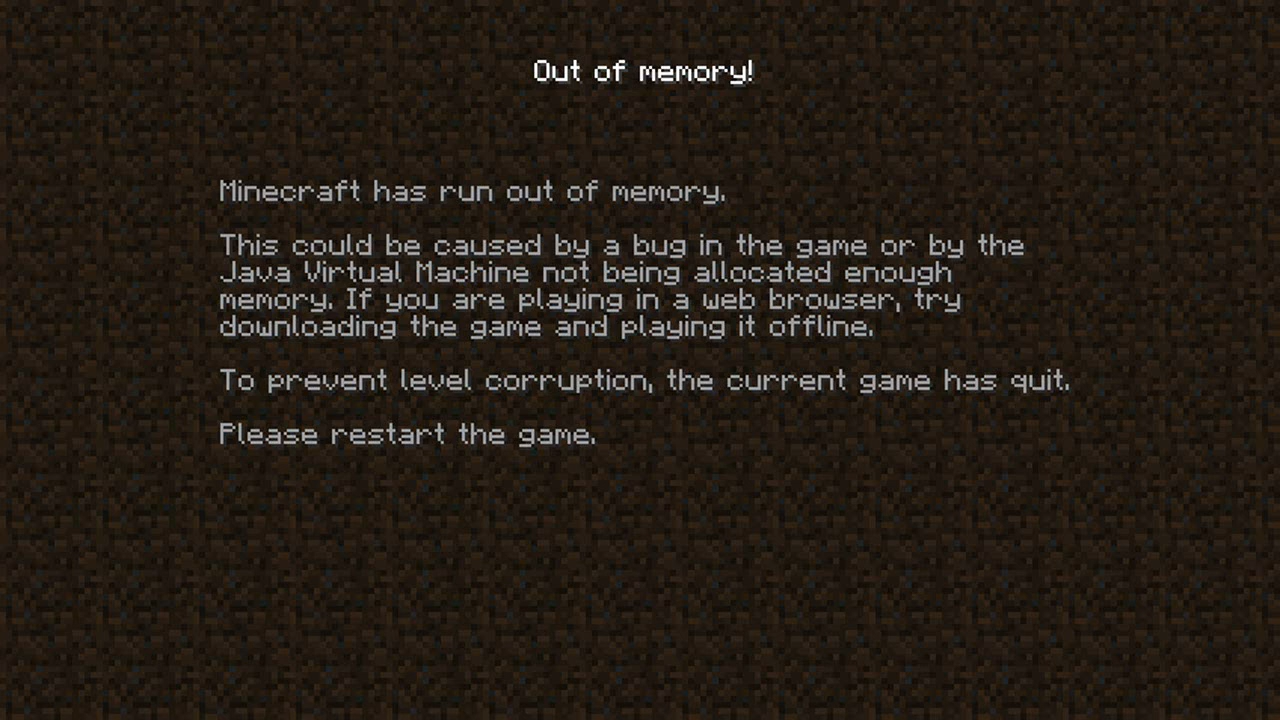 Out of memory!
Minecraft has run out of memory.
This could be caused by a bug in the game or by the
Java Virtual Machine not being allocated enough
memory. If you are playing in a web browser, try
downloading the game and playing it offline.
To prevent level corruption, the current game has quit.
Please restart the game.